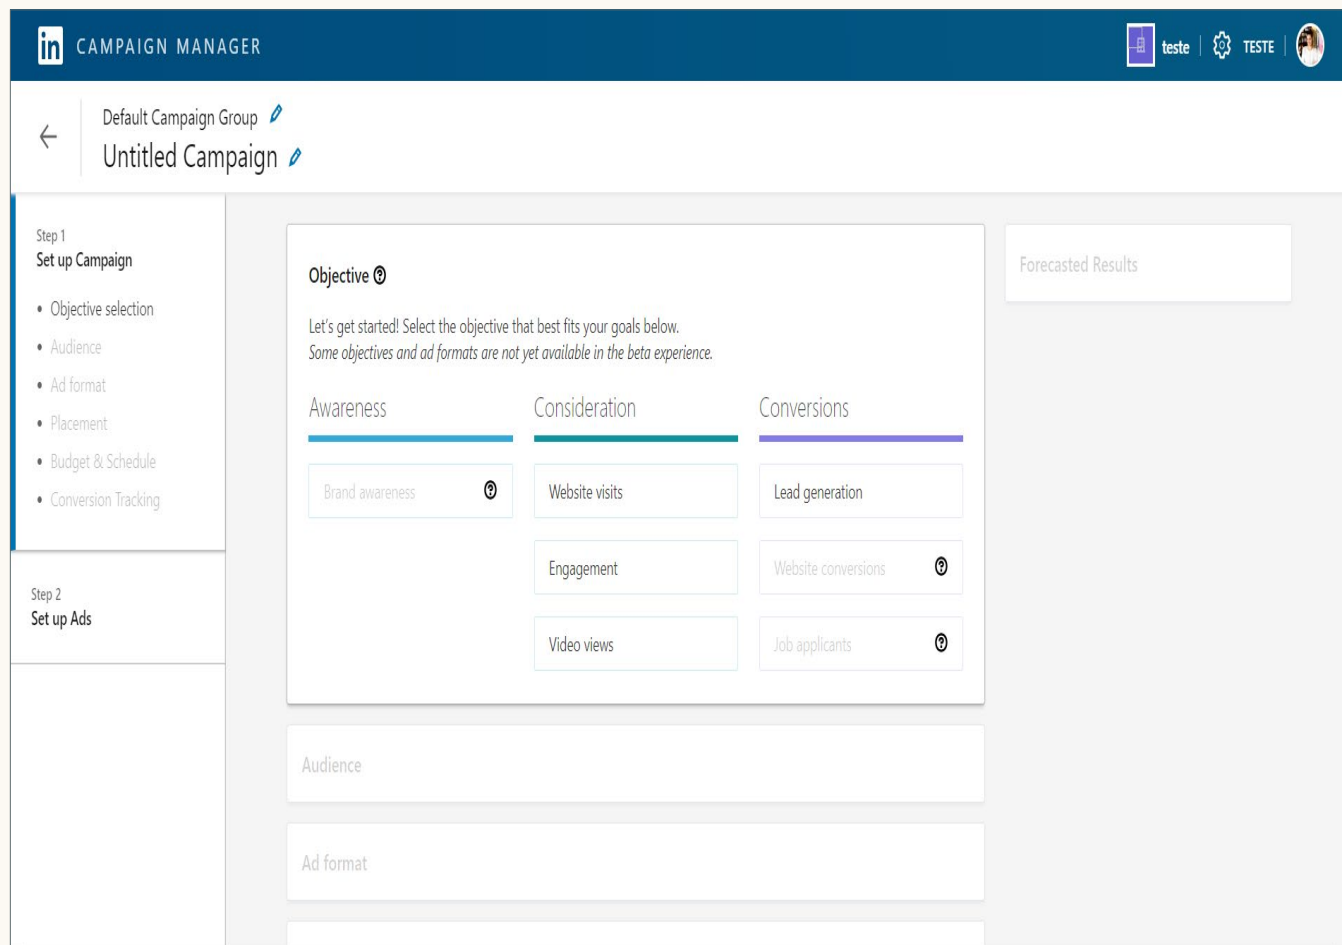 in CAMPAIGN MANAGER
teste TESTE
Default Campaign Group
Untitled Campaign
Step 1
Set up Campaign
• Objective selection
• Audience
• Ad format
• Placement
• Budget & Schedule
• Conversion Tracking
Step 2
Set up Ads
Objective ?
Let's get started! Select the objective that best fits your goals below.
Some objectives and ad formats are not yet available in the beta experience.
Awareness
Brand awareness ?
Consideration
Website visits
Engagement
Video views
Conversions
Lead generation
Website conversions ?
Job applicants ?
Audience
Ad format
Forecasted Results